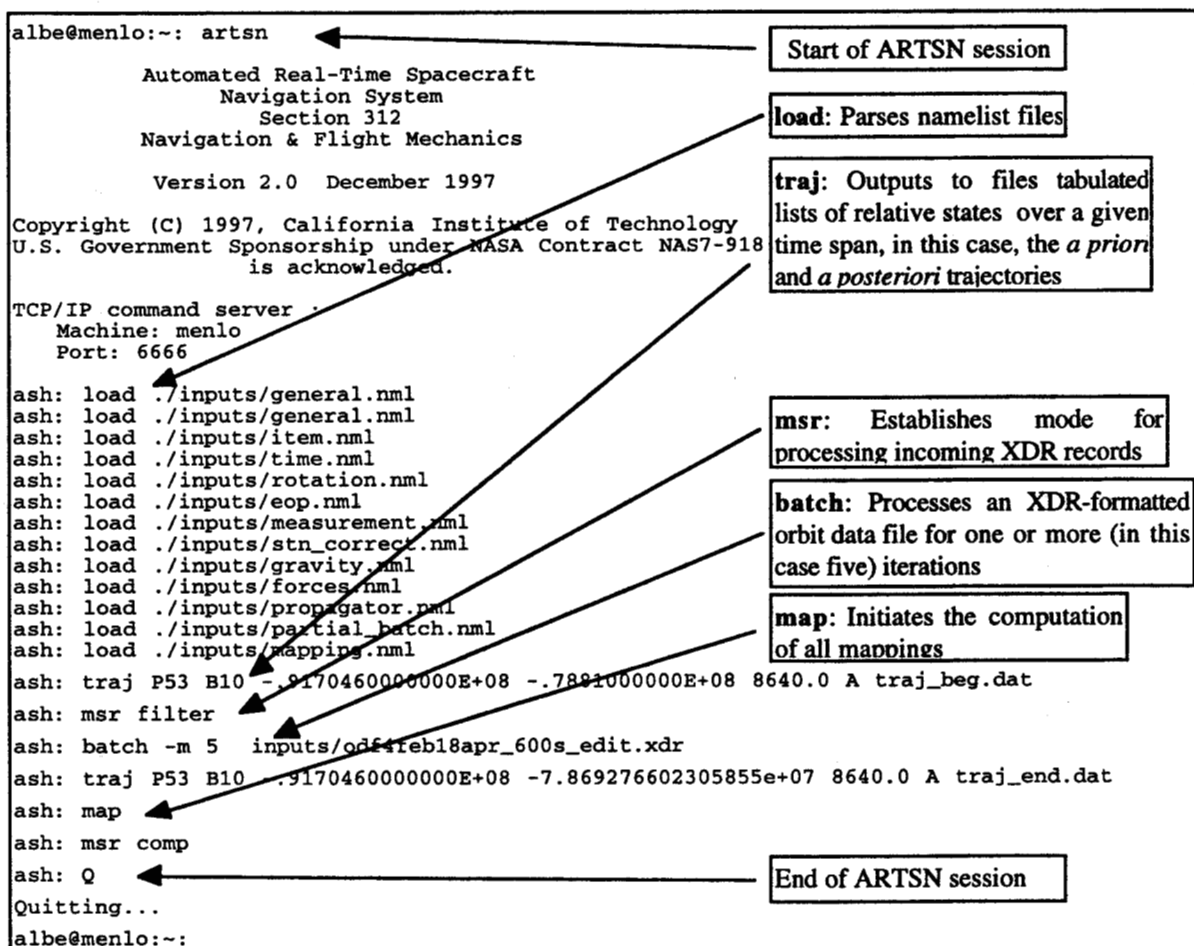 albe@menlo:~: artsn
Start of ARTSN session
Automated Real-Time Spacecraft
Navigation System
Section 312
Navigation & Flight Mechanics
Version 2.0 December 1997
Copyright (C) 1997, California Institute of Technology
U.S. Government Sponsorship under NASA Contract NAS7-918
is acknowledged.
TCP/IP command server :
Machine: menlo
Port: 6666
load: Parses namelist files
traj: Outputs to files tabulated
lists of relative states over a given
time span, in this case, the a priori
and a posteriori trajectories
ash: load ./inputs/general.nml
ash: load ./inputs/general.nml
ash: load ./inputs/item.nml
ash: load ./inputs/time.nml
ash: load ./inputs/rotation.nml
ash: load ./inputs/eop.nml
ash: load ./inputs/measurement.nml
ash: load ./inputs/stn_correct.nml
ash: load ./inputs/gravity.nml
ash: load ./inputs/forces.nml
ash: load ./inputs/propagator.nml
ash: load ./inputs/partial_batch.nml
ash: load ./inputs/mapping.nml
msr: Establishes mode for
processing incoming XDR records
batch: Processes an XDR-formatted
orbit data file for one or more (in this
case five) iterations
map: Initiates the computation
of all mappings
ash: traj P53 B10 -.9170460000000E+08 -.7881000000E+08 8640.0 A traj_beg.dat
ash: msr filter
ash: batch -m 5 inputs/odf4feb18apr_600s_edit.xdr
ash: traj P53 B10 -.9170460000000E+08 -7.869276602305855e+07 8640.0 A traj_end.dat
ash: map
ash: msr comp
ash: Q
End of ARTSN session
Quitting...
albe@menlo:~: